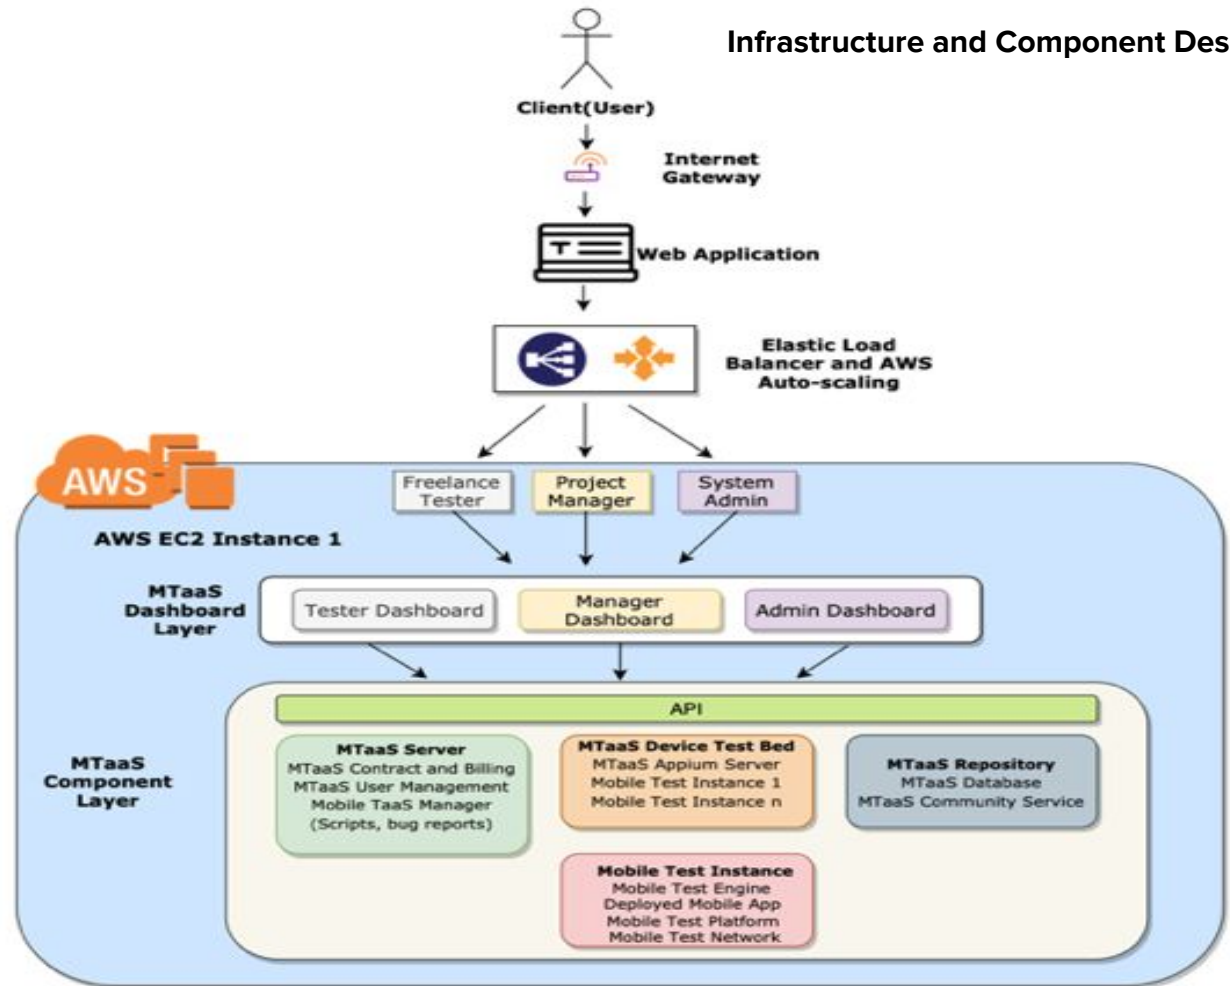 Infrastructure and Component Des
Client(User)
Internet
Gateway
Web Application
Elastic Load
Balancer and AWS
Auto-scaling
AWS
AWS EC2 Instance 1
Freelance
Tester
Project
Manager
System
Admin
MTaaS
Dashboard
Layer
Tester Dashboard
Manager
Dashboard
Admin Dashboard
MTaaS
Component
Layer
API
MTaaS Server
MTaaS Contract and Billing
MTaaS User Management
Mobile TaaS Manager
(Scripts, bug reports)
MTaaS Device Test Bed
MTaaS Appium Server
Mobile Test Instance 1
Mobile Test Instance n
MTaaS Repository
MTaaS Database
MTaaS Community Service
Mobile Test Instance
Mobile Test Engine
Deployed Mobile App
Mobile Test Platform
Mobile Test Network